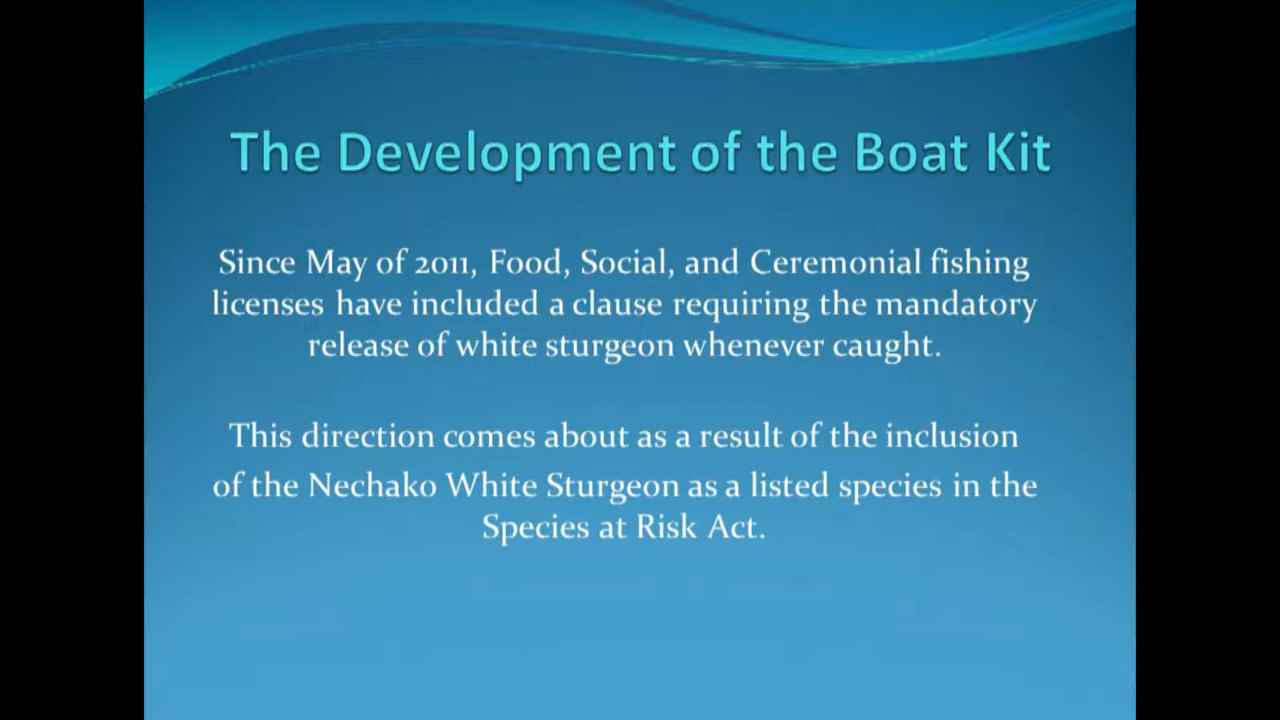 The Development of the Boat Kit
Since May of 2011, Food, Social, and Ceremonial fishing
licenses have included a clause requiring the mandatory
release of white sturgeon whenever caught.
This direction comes about as a result of the inclusion
of the Nechako White Sturgeon as a listed species in the
Species at Risk Act.